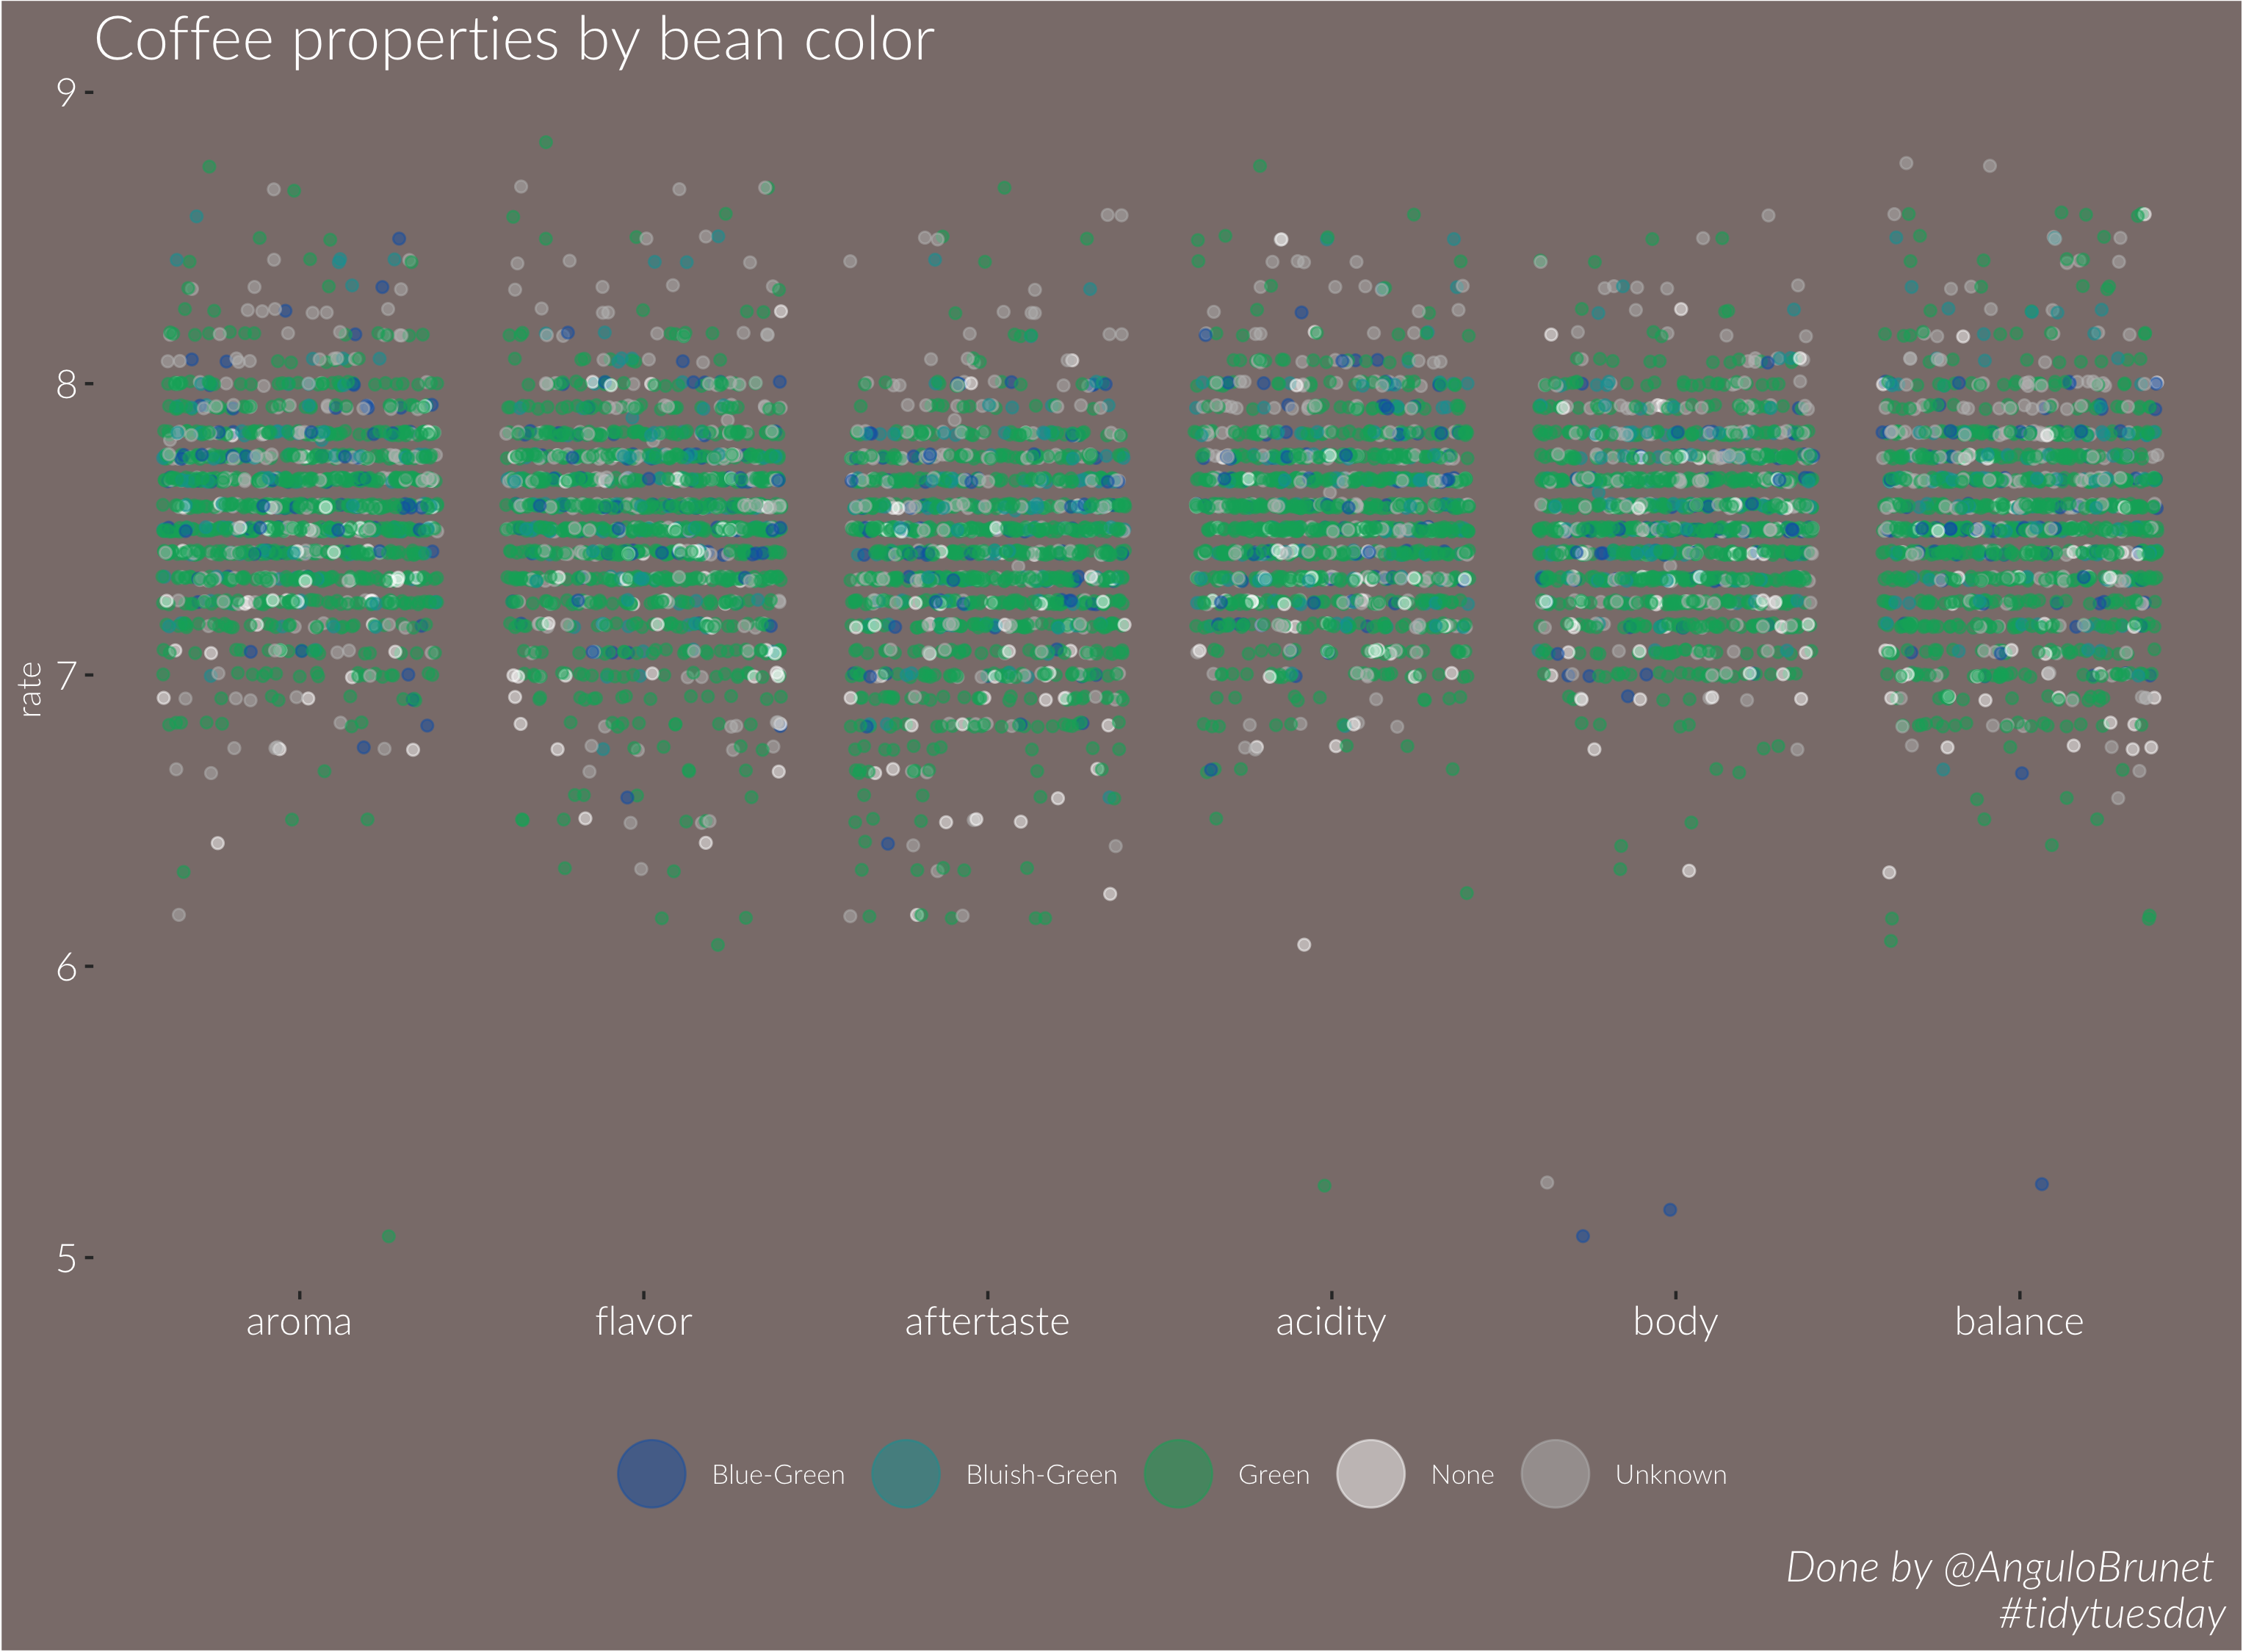 Coffee properties by bean color
9
8
7
6
5
rate
aroma flavor aftertaste acidity body balance
Blue-Green Bluish-Green Green None Unknown
Done by @AnguloBrunet
#tidytuesday